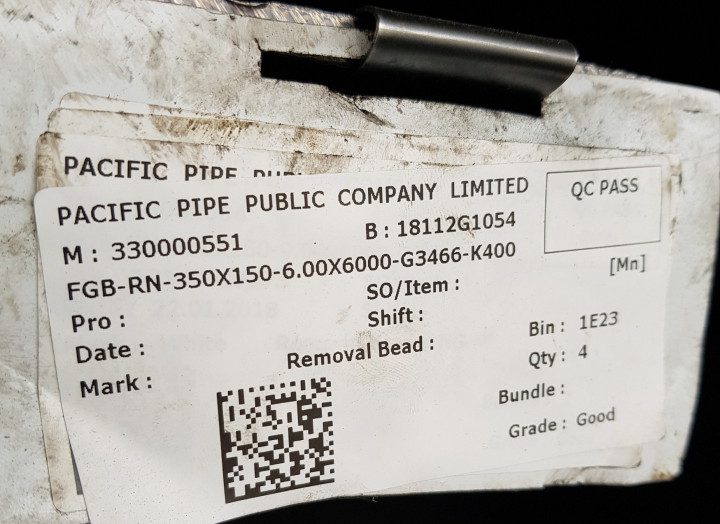 PACIFIC PIPE
PACIFIC PIPE PUBLIC COMPANY LIMITED
QC PASS
M : 330000551
B : 18112G1054
FGB-RN-350X150-6.00X6000-G3466-K400
[Mn]
Pro :
SO/Item :
Date :
Shift :
Bin : 1E23
Mark :
Removal Bead :
Qty : 4
Bundle :
Grade : Good